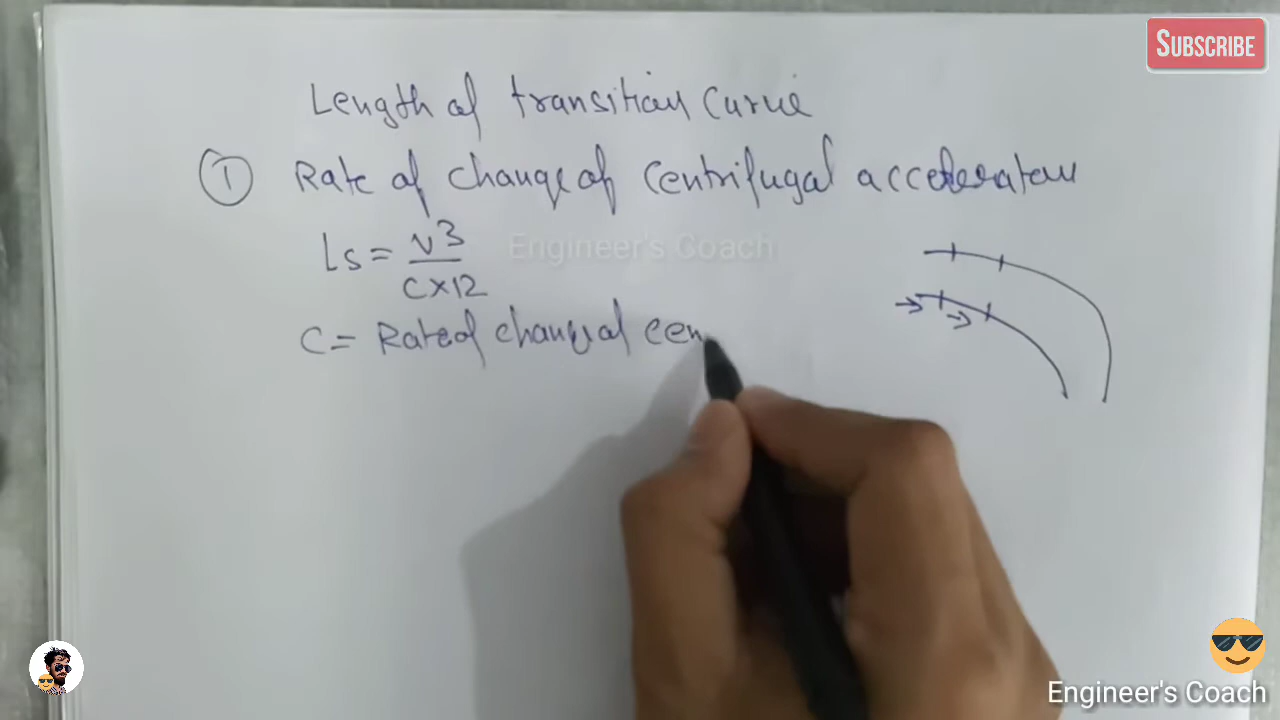 SUBSCRIBE
Length of transition Curve
① Rate of change of Centrifugal acceleration
Ls = v3
C×12
Engineer's Coach
C = Rate of change of cen
Engineer's Coach